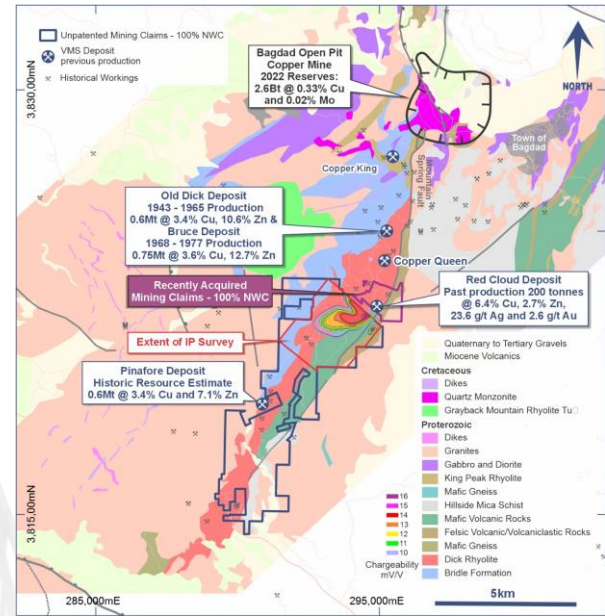 Unpatented Mining Claims - 100% NWC
VMS Deposit
previous production
Historical Workings
Bagdad Open Pit
Copper Mine
2022 Reserves:
2.6Bt @ 0.33% Cu
and 0.02% Mo
NORTH
3,830,00mN
Town of
Bagdad
Copper King
Mountain
Spring Fault
Old Dick Deposit
1943 - 1965 Production
0.6Mt @ 3.4% Cu, 10.6% Zn &
Bruce Deposit
1968 - 1977 Production
0.75Mt @ 3.6% Cu, 12.7% Zn
Copper Queen
Recently Acquired
Mining Claims - 100% NWC
Red Cloud Deposit
Past production 200 tonnes
@ 6.4% Cu, 2.7% Zn,
23.6 g/t Ag and 2.6 g/t Au
Extent of IP Survey
Pinafore Deposit
Historic Resource Estimate
0.6Mt @ 3.4% Cu and 7.1% Zn
Quaternary to Tertiary Gravels
Miocene Volcanics
Cretaceous
Dikes
Quartz Monzonite
Grayback Mountain Rhyolite Tu
Proterozoic
Dikes
Granites
Gabbro and Diorite
King Peak Rhyolite
Mafic Gneiss
Hillside Mica Schist
Mafic Volcanic Rocks
Felsic Volcanic/Volcaniclastic Rocks
Mafic Gneiss
Dick Rhyolite
Bridle Formation
16
15
14
13
12
11
10
Chargeability
mV/V
3,815,00mN
285,000mE
295,000mE
5km